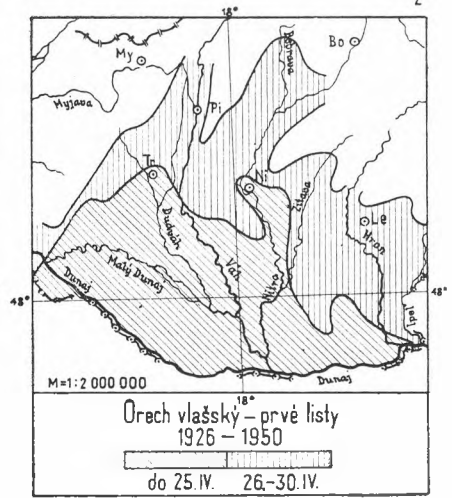 2
18°
Bo
My
Bebrava
Myjava
Pi
Tr
Ni
Žitava
Le
Dudváh
Hron
Váh
Malý Dunaj
Nitra
Dunaj
48°
48°
Ipeľ
M=1:2 000 000
Dunaj
18°
Orech vlašský – prvé listy
1926 – 1950
do 25. IV. 26.-30. IV.